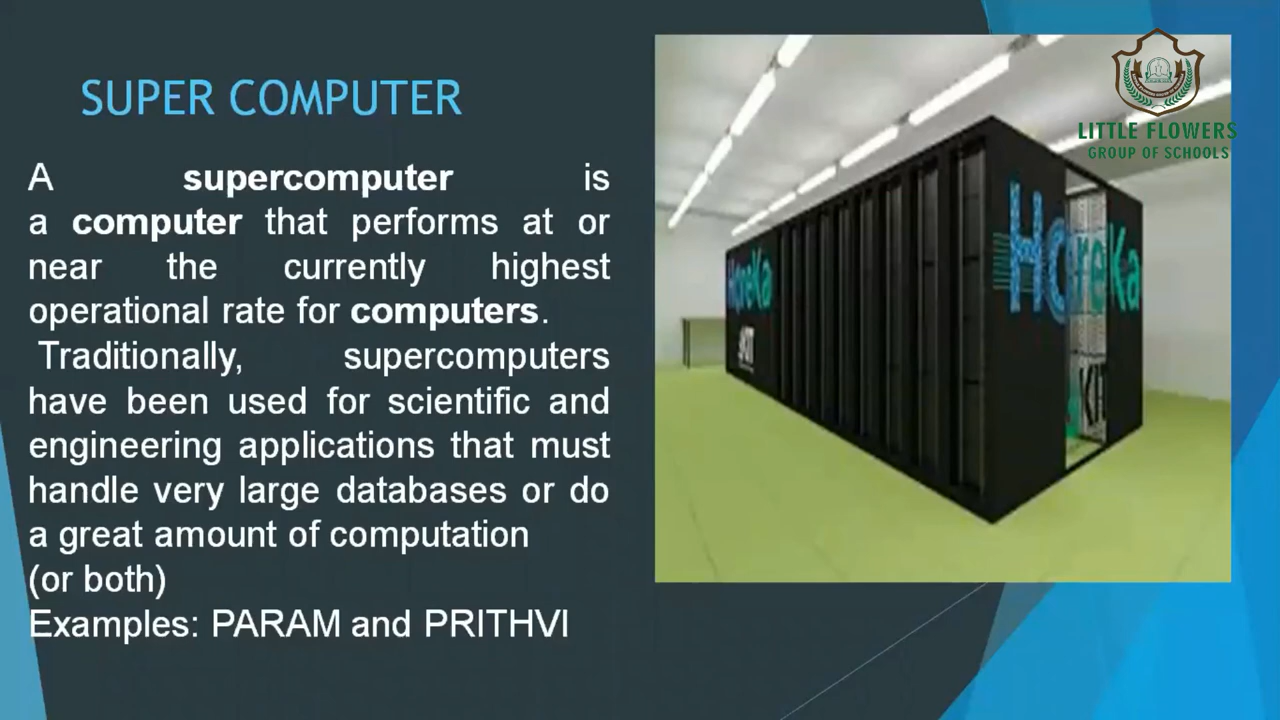 SUPER COMPUTER
A supercomputer is
a computer that performs at or
near the currently highest
operational rate for computers.
Traditionally, supercomputers
have been used for scientific and
engineering applications that must
handle very large databases or do
a great amount of computation
(or both)
Examples: PARAM and PRITHVI
LITTLE FLOWERS
GROUP OF SCHOOLS
HoreKa
HoreKa